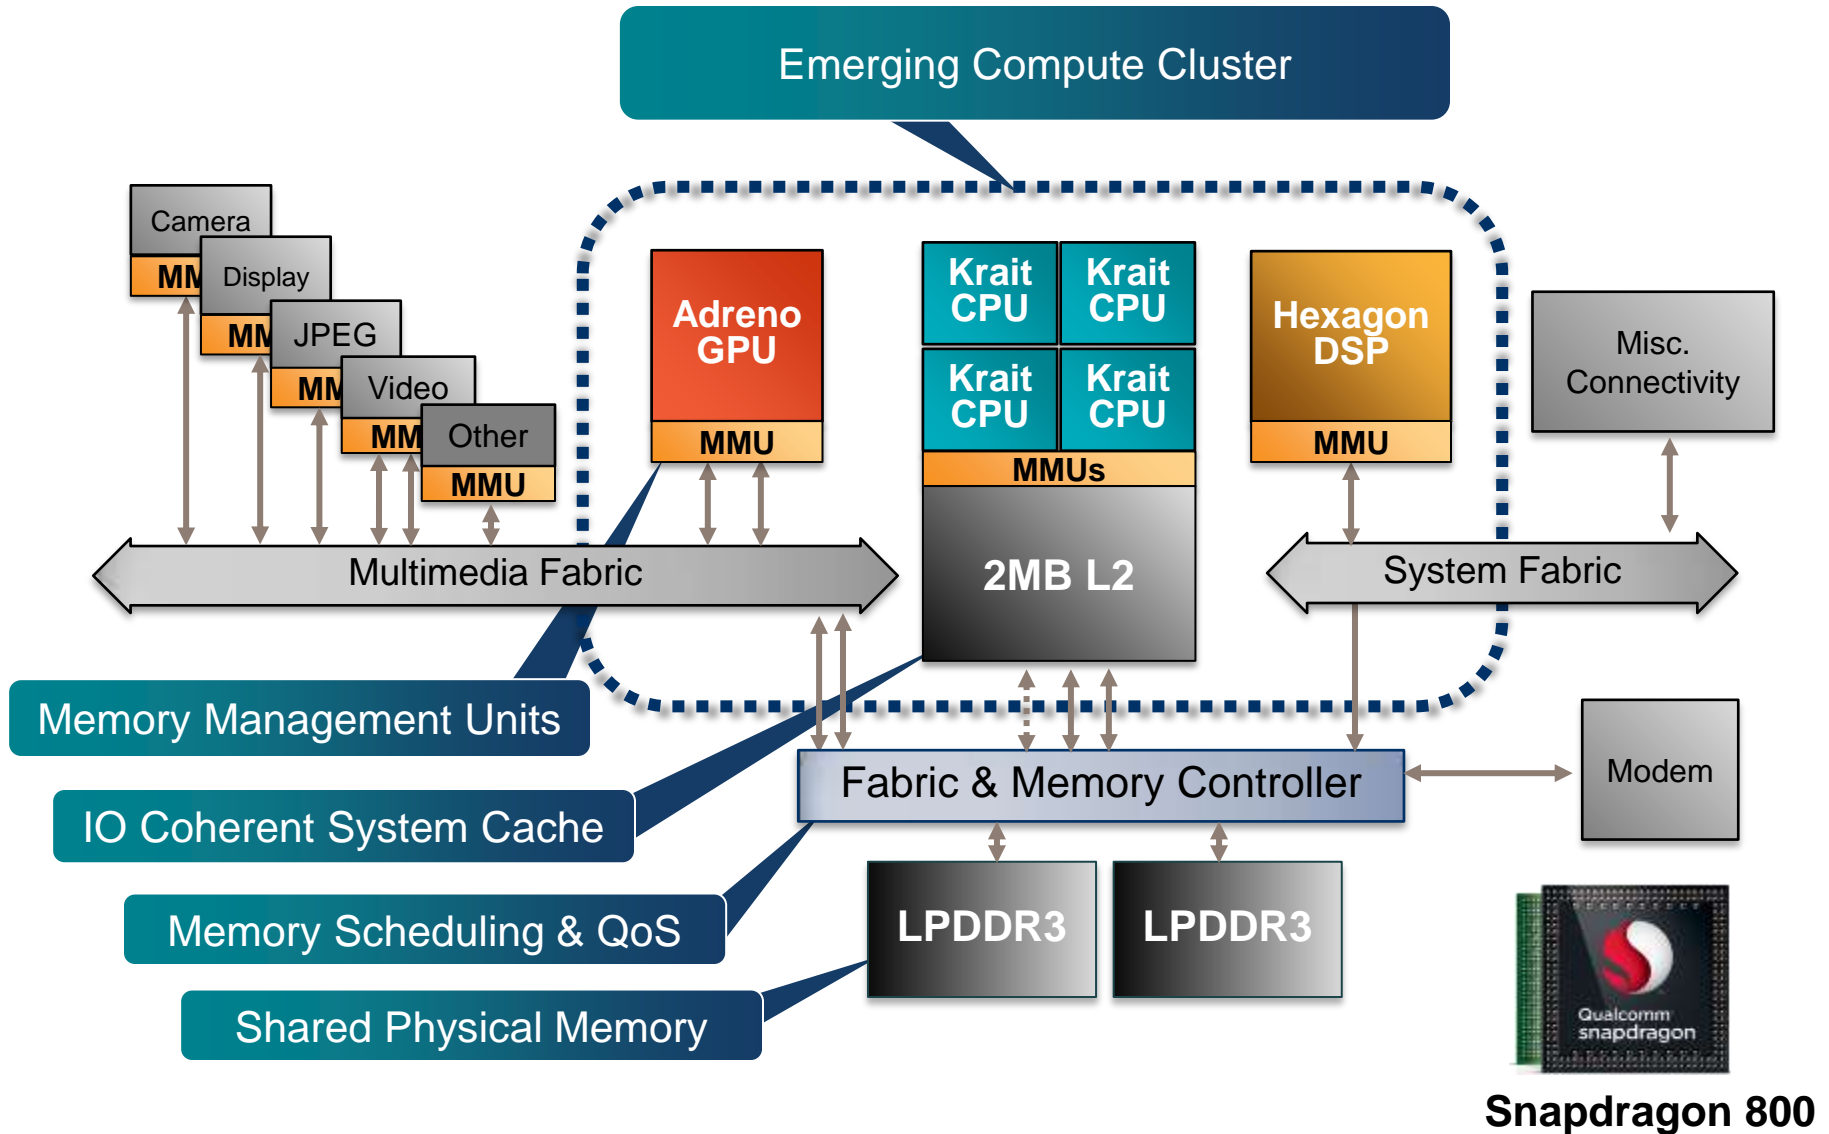 Emerging Compute Cluster
Camera
MM
Display
MM
JPEG
MM
Video
MM
Other
MMU
Adreno
GPU
MMU
Krait
CPU
Krait
CPU
Krait
CPU
Krait
CPU
MMUs
2MB L2
Hexagon
DSP
MMU
Misc.
Connectivity
Multimedia Fabric
System Fabric
Memory Management Units
Fabric & Memory Controller
Modem
IO Coherent System Cache
Memory Scheduling & QoS
LPDDR3
LPDDR3
Shared Physical Memory
Qualcomm
snapdragon
Snapdragon 800